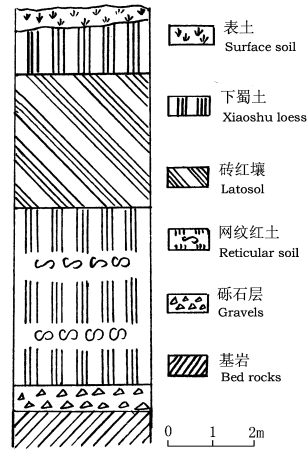 表土
Surface soil
下蜀土
Xiaoshu loess
砖红壤
Latosol
网纹红土
Reticular soil
砾石层
Gravels
基岩
Bed rocks
0 1 2m